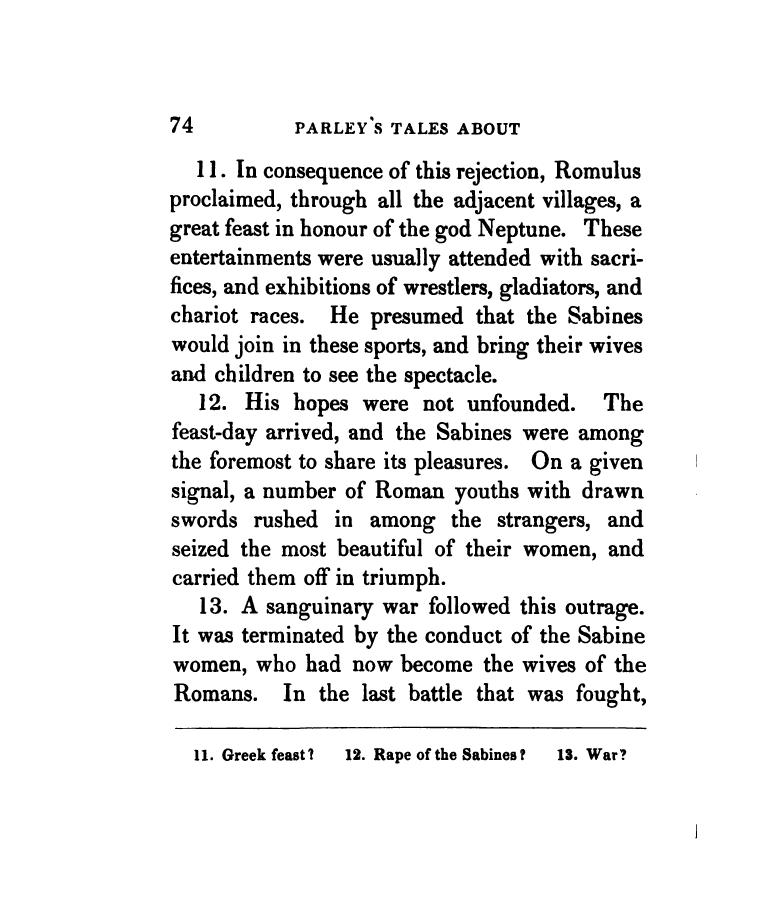 74 PARLEY'S TALES ABOUT
11. In consequence of this rejection, Romulus
proclaimed, through all the adjacent villages, a
great feast in honour of the god Neptune. These
entertainments were usually attended with sacri-
fices, and exhibitions of wrestlers, gladiators, and
chariot races. He presumed that the Sabines
would join in these sports, and bring their wives
and children to see the spectacle.
12. His hopes were not unfounded. The
feast-day arrived, and the Sabines were among
the foremost to share its pleasures. On a given
signal, a number of Roman youths with drawn
swords rushed in among the strangers, and
seized the most beautiful of their women, and
carried them off in triumph.
13. A sanguinary war followed this outrage.
It was terminated by the conduct of the Sabine
women, who had now become the wives of the
Romans. In the last battle that was fought,
11. Greek feast? 12. Rape of the Sabines? 13. War?